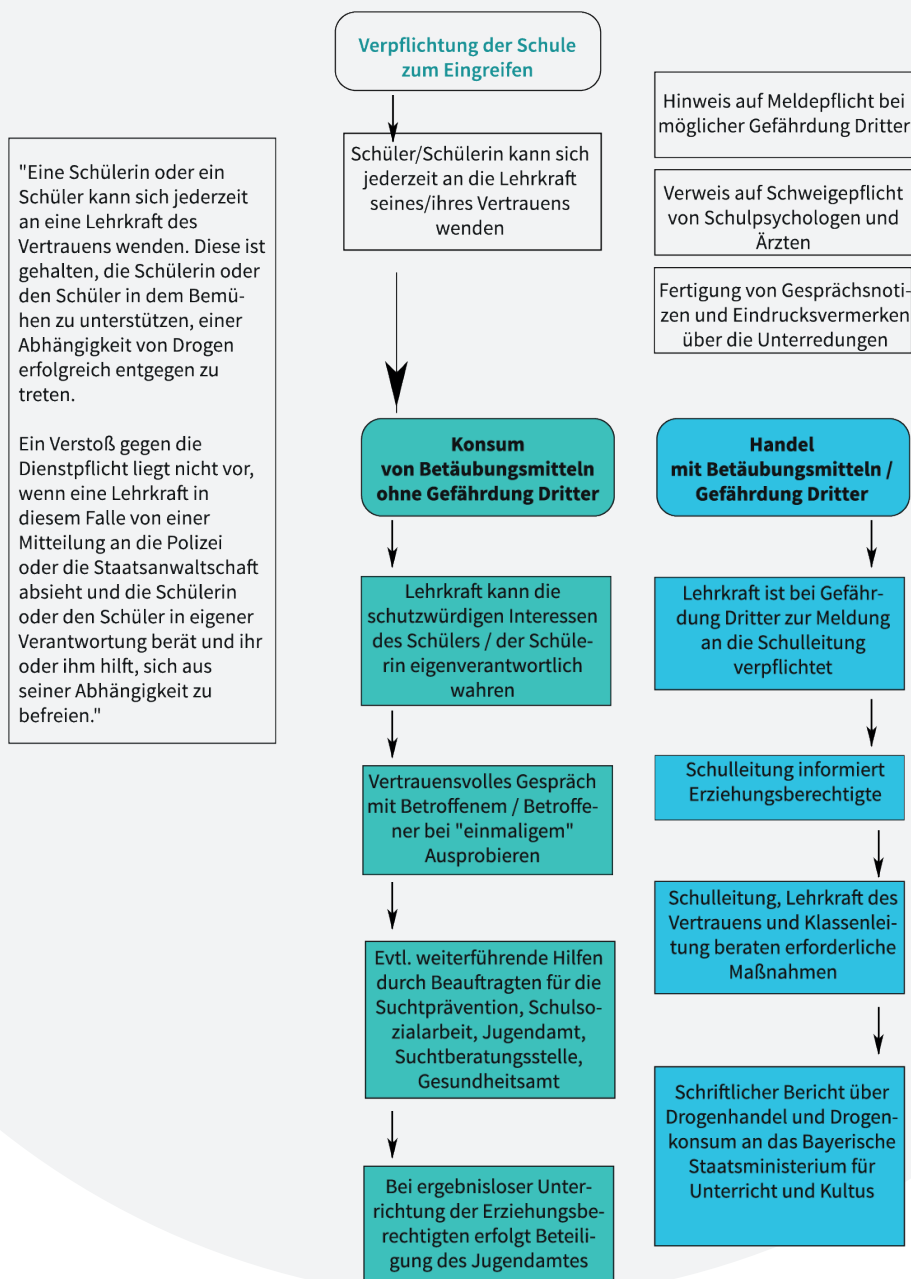 Verpflichtung der Schule
zum Eingreifen
Schüler/Schülerin kann sich
jederzeit an die Lehrkraft
seines/ihres Vertrauens
wenden
Hinweis auf Meldepflicht bei
möglicher Gefährdung Dritter
Verweis auf Schweigepflicht
von Schulpsychologen und
Ärzten
Fertigung von Gesprächsnoti-
zen und Eindrucksvermerken
über die Unterredungen
"Eine Schülerin oder ein
Schüler kann sich jederzeit
an eine Lehrkraft des
Vertrauens wenden. Diese ist
gehalten, die Schülerin oder
den Schüler in dem Bemü-
hen zu unterstützen, einer
Abhängigkeit von Drogen
erfolgreich entgegen zu
treten.
Ein Verstoß gegen die
Dienstpflicht liegt nicht vor,
wenn eine Lehrkraft in
diesem Falle von einer
Mitteilung an die Polizei
oder die Staatsanwaltschaft
absieht und die Schülerin
oder den Schüler in eigener
Verantwortung berät und ihr
oder ihm hilft, sich aus
seiner Abhängigkeit zu
befreien."
Konsum
von Betäubungsmitteln
ohne Gefährdung Dritter
Lehrkraft kann die
schutzwürdigen Interessen
des Schülers / der Schüle-
rin eigenverantwortlich
wahren
Vertrauensvolles Gespräch
mit Betroffenem / Betroffe-
ner bei "einmaligem"
Ausprobieren
Evtl. weiterführende Hilfen
durch Beauftragten für die
Suchtprävention, Schulso-
zialarbeit, Jugendamt,
Suchtberatungsstelle,
Gesundheitsamt
Bei ergebnisloser Unter-
richtung der Erziehungsbe-
rechtigten erfolgt Beteili-
gung des Jugendamtes
Handel
mit Betäubungsmitteln /
Gefährdung Dritter
Lehrkraft ist bei Gefähr-
dung Dritter zur Meldung
an die Schulleitung
verpflichtet
Schulleitung informiert
Erziehungsberechtigte
Schulleitung, Lehrkraft des
Vertrauens und Klassenlei-
tung beraten erforderliche
Maßnahmen
Schriftlicher Bericht über
Drogenhandel und Drogen-
konsum an das Bayerische
Staatsministerium für
Unterricht und Kultus